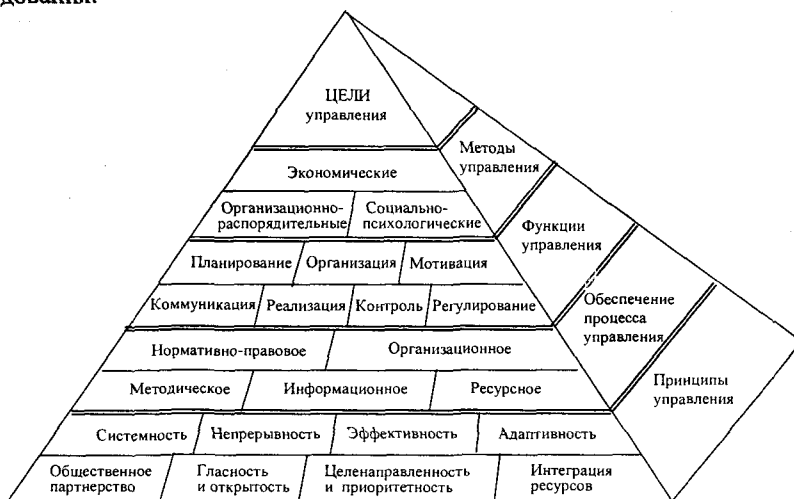 дованы.
ЦЕЛИ
управления
Экономические
Организационно-
распорядительные
Социально-
психологические
Планирование Организация Мотивация
Коммуникация Реализация Контроль Регулирование
Нормативно-правовое Организационное
Методическое Информационное Ресурсное
Системность Непрерывность Эффективность Адаптивность
Общественное
партнерство
Гласность
и открытость
Целенаправленность
и приоритетность
Интеграция
ресурсов
Методы
управления
Функции
управления
Обеспечение
процесса
управления
Принципы
управления